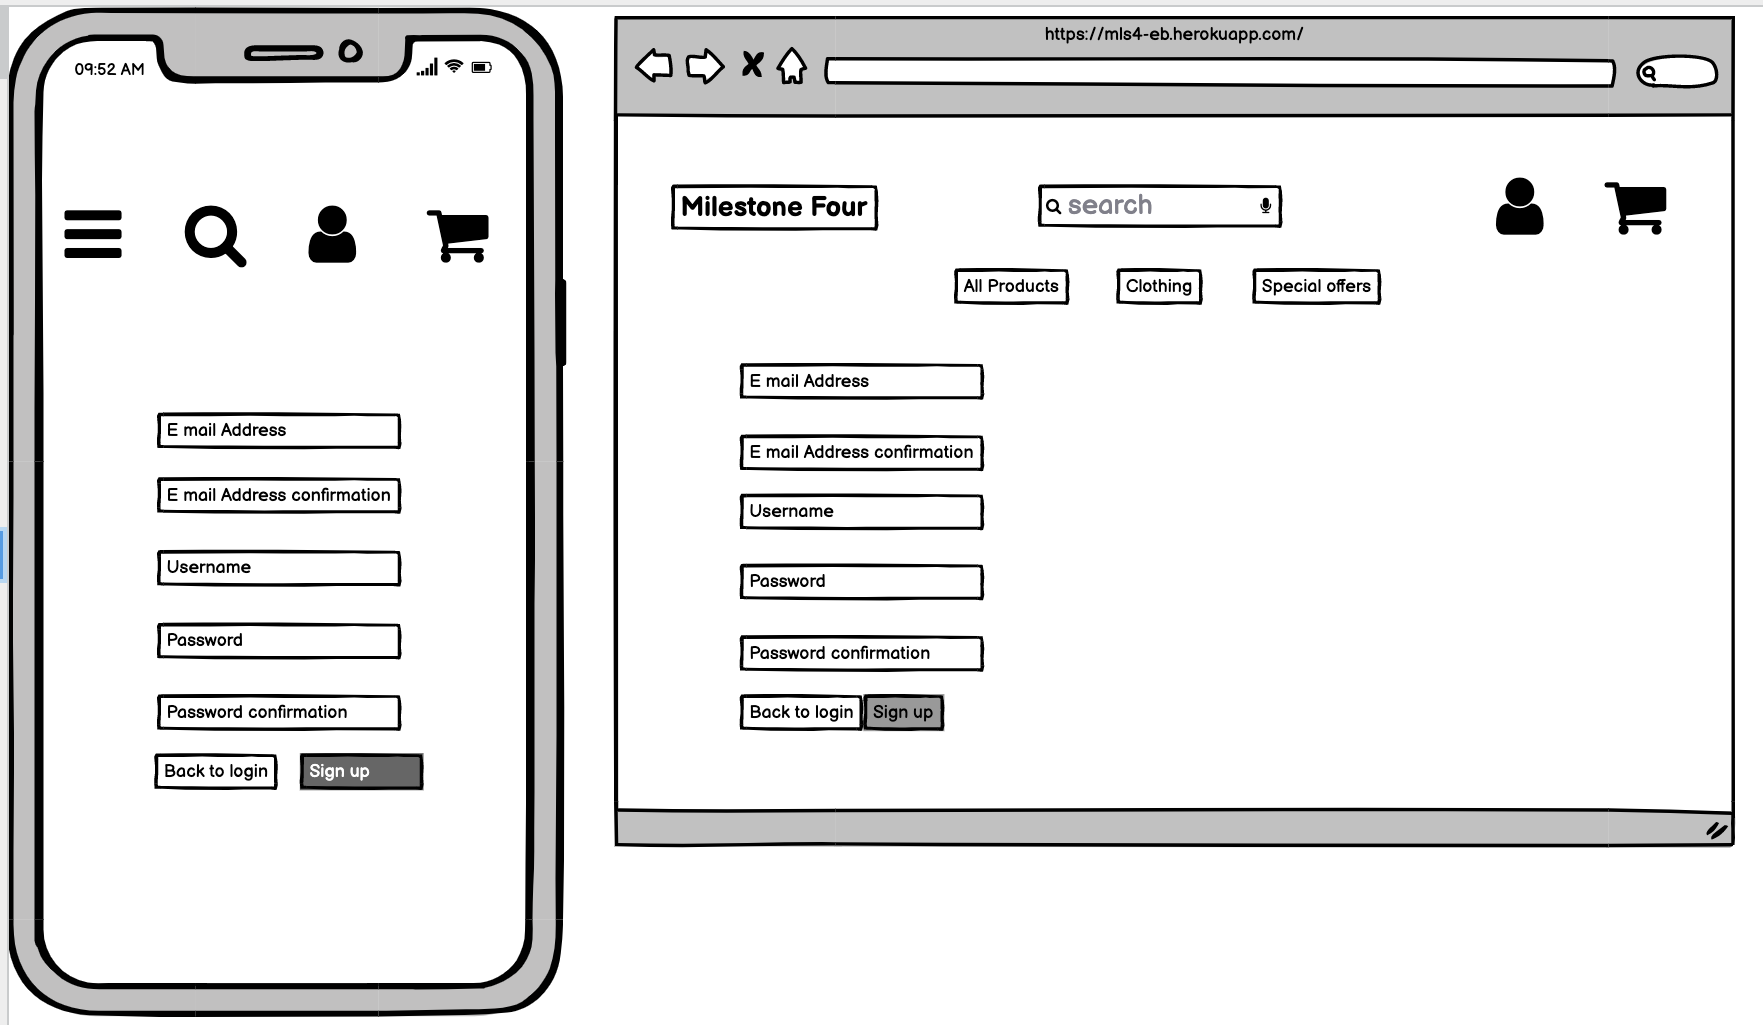 09:52 AM
E mail Address
E mail Address confirmation
Username
Password
Password confirmation
Back to login
Sign up
https://mls4-eb.herokuapp.com/
Milestone Four
search
All Products
Clothing
Special offers
E mail Address
E mail Address confirmation
Username
Password
Password confirmation
Back to login
Sign up